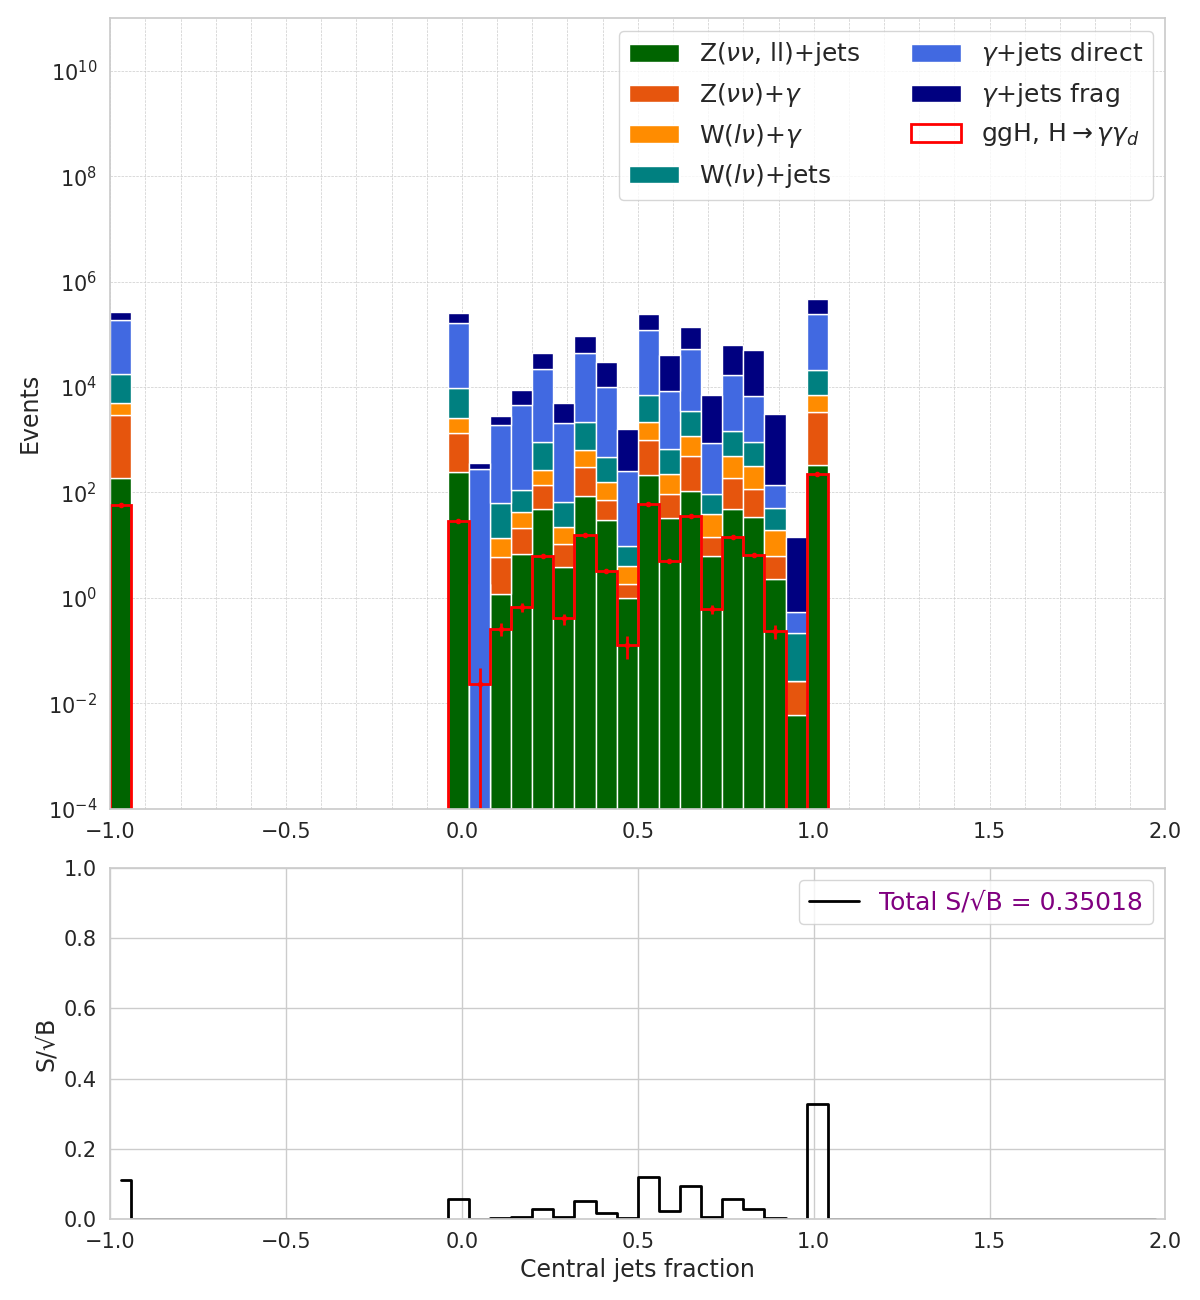 Z(νν, ll)+jets
Z(νν)+γ
W(lν)+γ
W(lν)+jets
γ+jets direct
γ+jets frag
ggH, H→γγ_d
Events
10^10
10^8
10^6
10^4
10^2
10^0
10^−2
10^−4
−1.0 −0.5 0.0 0.5 1.0 1.5 2.0
Total S/√B = 0.35018
S/√B
1.0
0.8
0.6
0.4
0.2
0.0
−1.0 −0.5 0.0 0.5 1.0 1.5 2.0
Central jets fraction